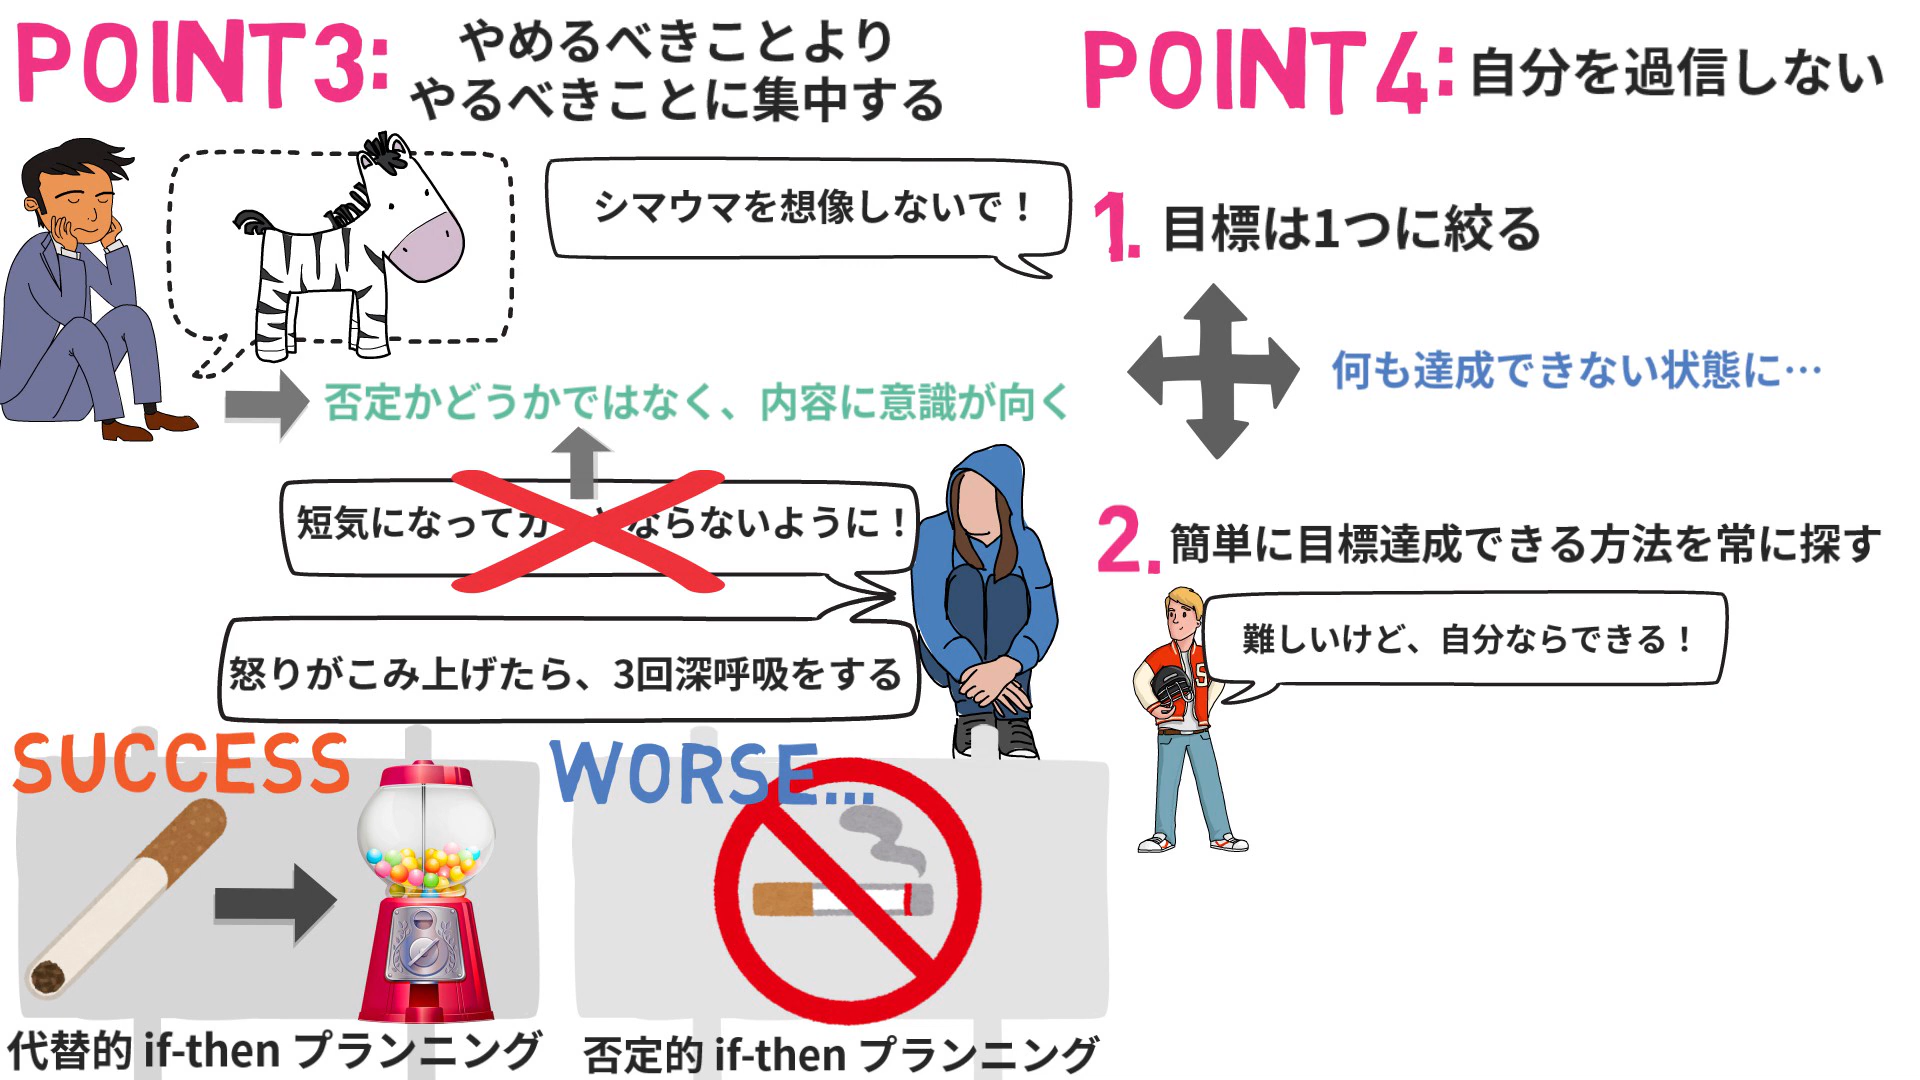 POINT3:
やめるべきことより
やるべきことに集中する
シマウマを想像しないで！
否定かどうかではなく、内容に意識が向く
短気になってカ
ならないように！
怒りがこみ上げたら、3回深呼吸をする
SUCCESS
WORSE...
代替的 if-then プランニング
否定的 if-then プランニング
POINT4:
自分を過信しない
1. 目標は1つに絞る
何も達成できない状態に…
2. 簡単に目標達成できる方法を常に探す
難しいけど、自分ならできる！
S